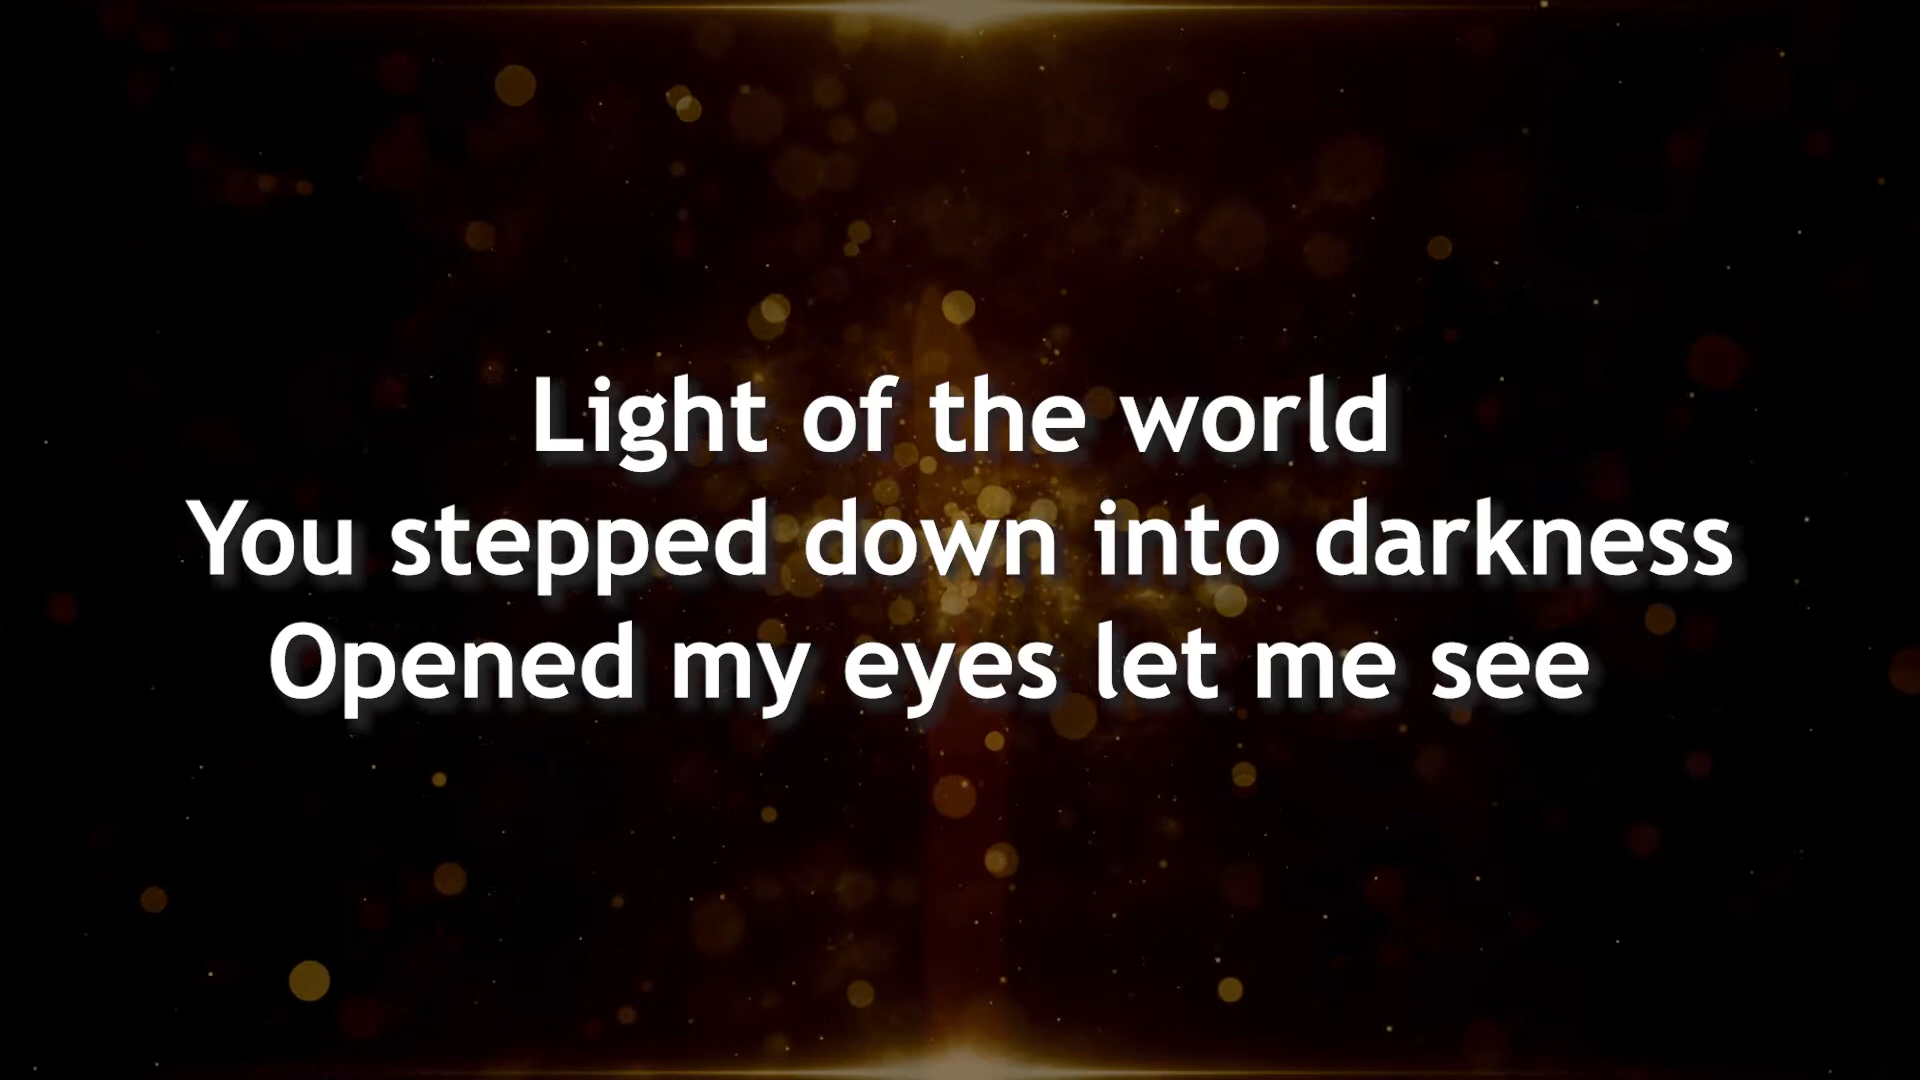 Light of the world
You stepped down into darkness
Opened my eyes let me see